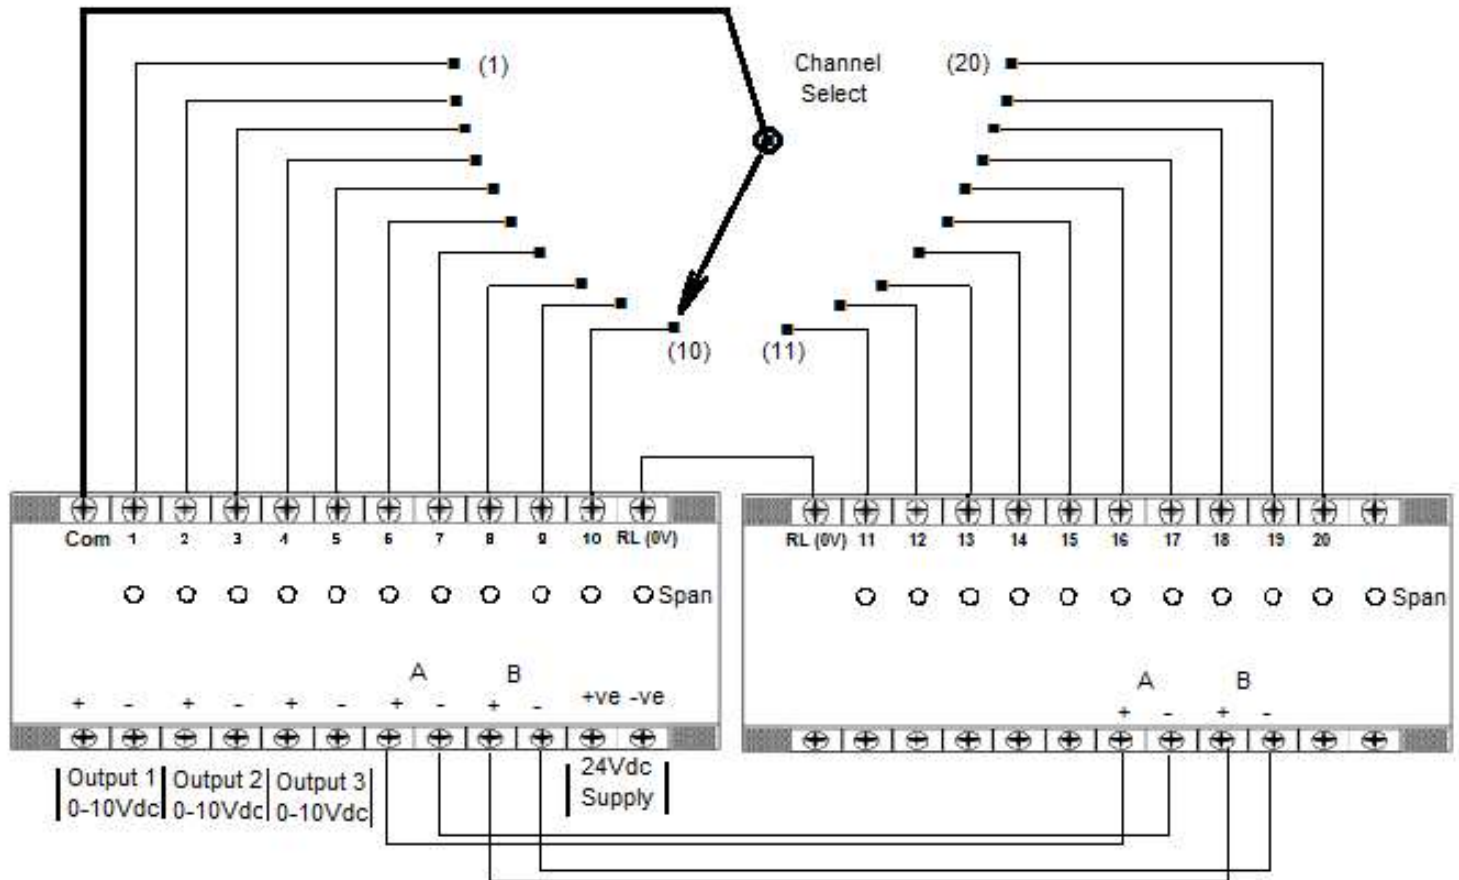 (1)
Channel
Select
(20)
(10)
(11)
Com 1 2 3 4 5 6 7 8 9 10 RL (0V)
RL (0V) 11 12 13 14 15 16 17 18 19 20
Span
Span
A B
+ - + - + - + - + - +ve -ve
A B
+ - + -
Output 1
0-10Vdc
Output 2
0-10Vdc
Output 3
0-10Vdc
24Vdc
Supply